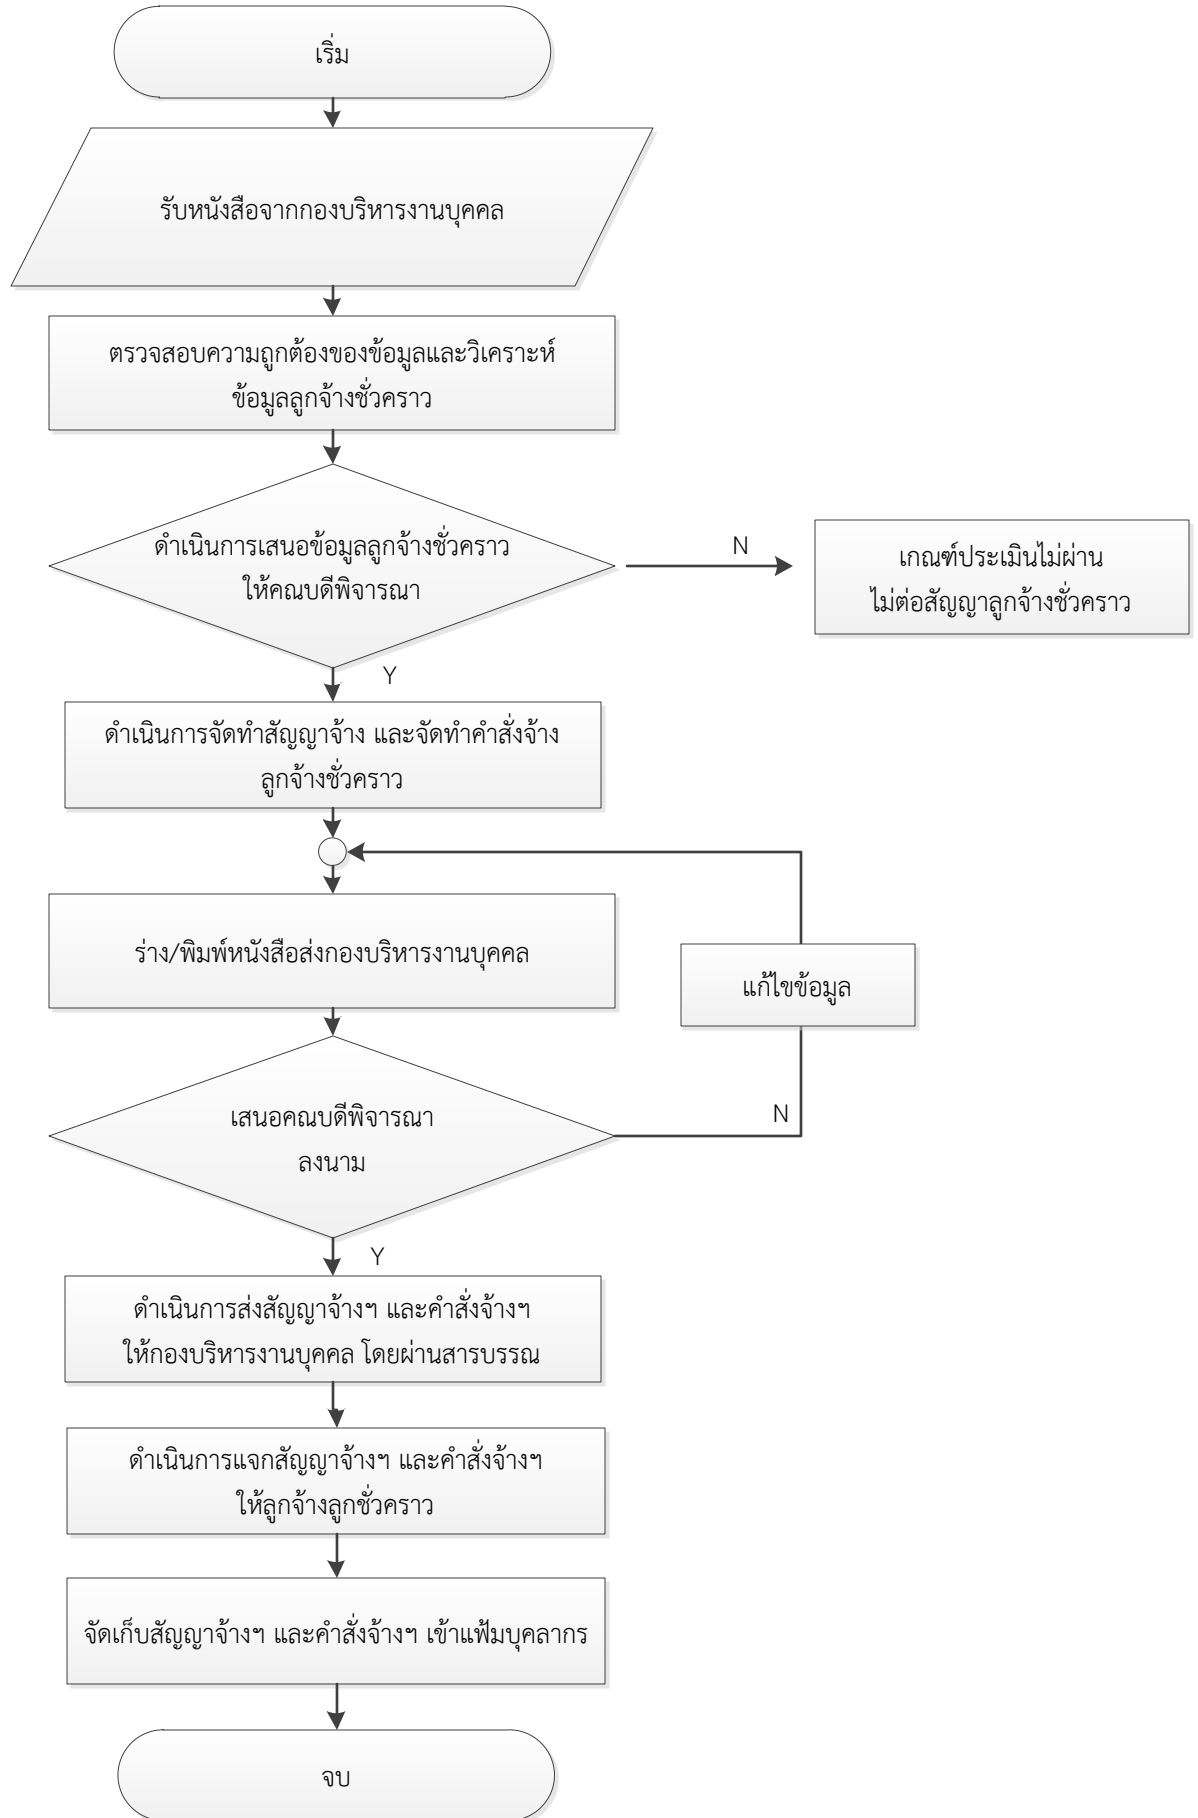 เริ่ม
รับหนังสือจากกองบริหารงานบุคคล
ตรวจสอบความถูกต้องของข้อมูลและวิเคราะห์
ข้อมูลลูกจ้างชั่วคราว
ดำเนินการเสนอข้อมูลลูกจ้างชั่วคราว
ให้คณบดีพิจารณา
N
เกณฑ์ประเมินไม่ผ่าน
ไม่ต่อสัญญาลูกจ้างชั่วคราว
Y
ดำเนินการจัดทำสัญญาจ้าง และจัดทำคำสั่งจ้าง
ลูกจ้างชั่วคราว
ร่าง/พิมพ์หนังสือส่งกองบริหารงานบุคคล
แก้ไขข้อมูล
เสนอคณบดีพิจารณา
ลงนาม
N
Y
ดำเนินการส่งสัญญาจ้างฯ และคำสั่งจ้างฯ
ให้กองบริหารงานบุคคล โดยผ่านสารบรรณ
ดำเนินการแจกสัญญาจ้างฯ และคำสั่งจ้างฯ
ให้ลูกจ้างลูกชั่วคราว
จัดเก็บสัญญาจ้างฯ และคำสั่งจ้างฯ เข้าแฟ้มบุคลากร
จบ